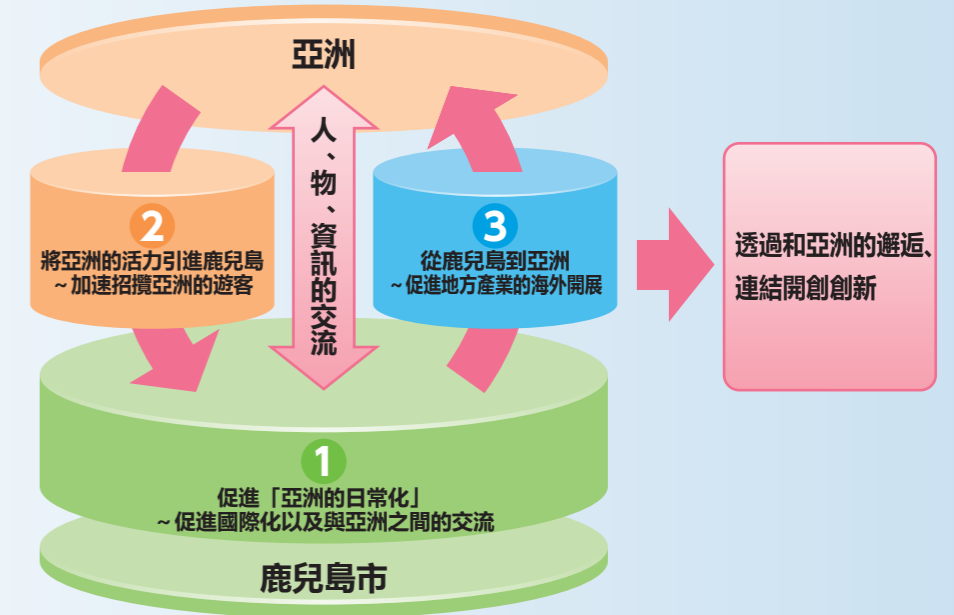 亞洲
人、物、資訊的交流
2
將亞洲的活力引進鹿兒島
~加速招攬亞洲的遊客
3
從鹿兒島到亞洲
~促進地方產業的海外開展
透過和亞洲的邂逅、
連結開創創新
1
促進「亞洲的日常化」
~促進國際化以及與亞洲之間的交流
鹿兒島市